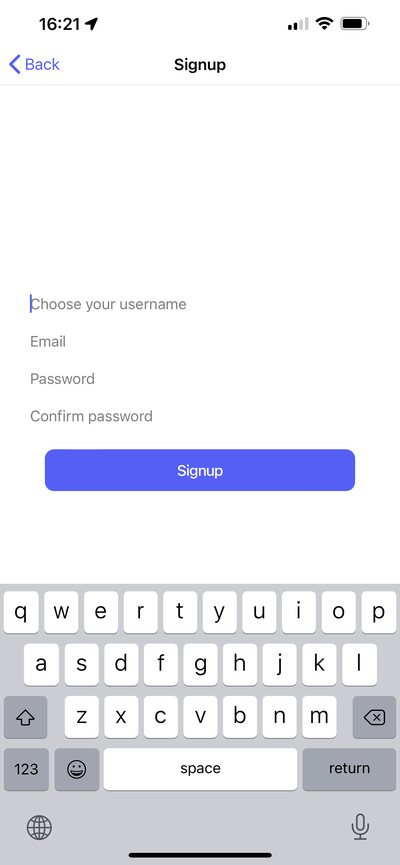 16:21
Back
Signup
Choose your username
Email
Password
Confirm password
Signup
q w e r t y u i o p
a s d f g h j k l
z x c v b n m
123 space return